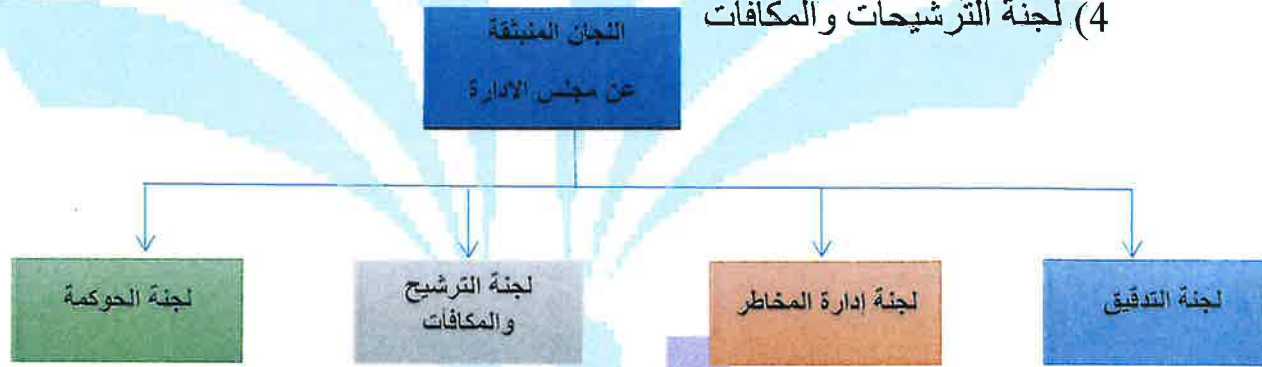 4) لجنة الترشيحات والمكافات
اللجان المنبثقة
عن مجلس الادارة
لجنة التدقيق
لجنة إدارة المخاطر
لجنة الترشيح
والمكافات
لجنة الحوكمة